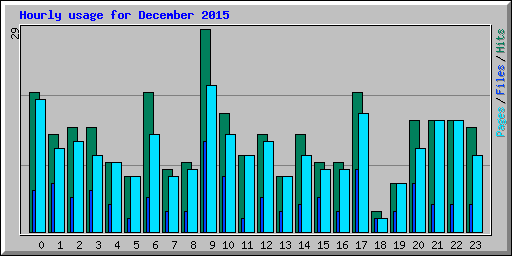 Hourly usage for December 2015
29
Pages/Files/Hits
0 1 2 3 4 5 6 7 8 9 10 11 12 13 14 15 16 17 18 19 20 21 22 23